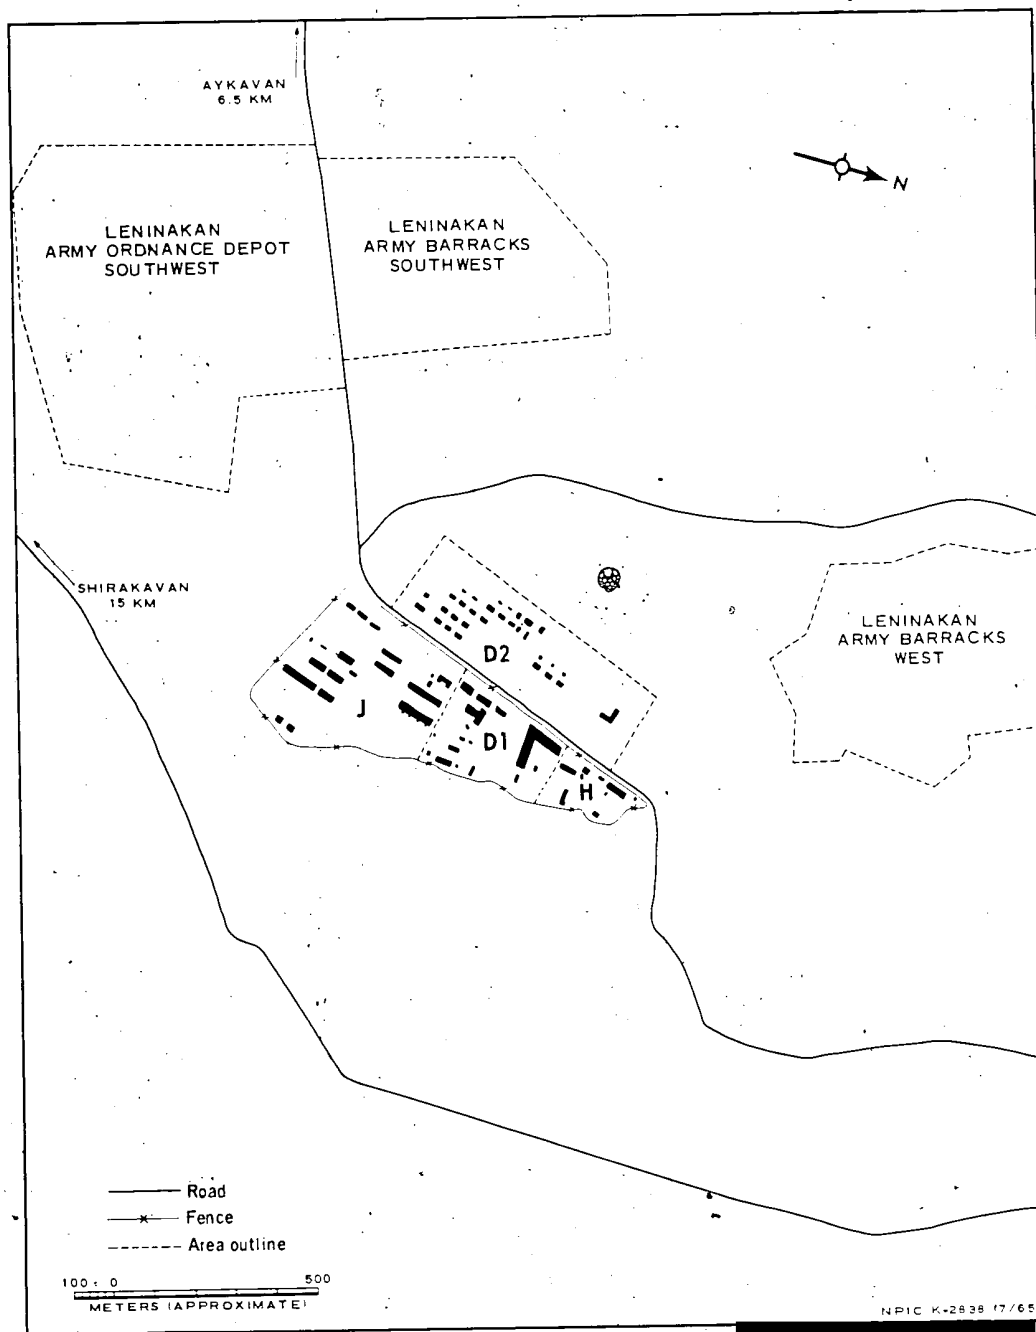 AYKAVAN
6.5 KM
N
LENINAKAN
ARMY ORDNANCE DEPOT
SOUTHWEST
LENINAKAN
ARMY BARRACKS
SOUTHWEST
SHIRAKAVAN
15 KM
LENINAKAN
ARMY BARRACKS
WEST
D2
J
D1
H
Road
Fence
Area outline
100 0 500
METERS (APPROXIMATE)
NPIC K-2838 (7/65